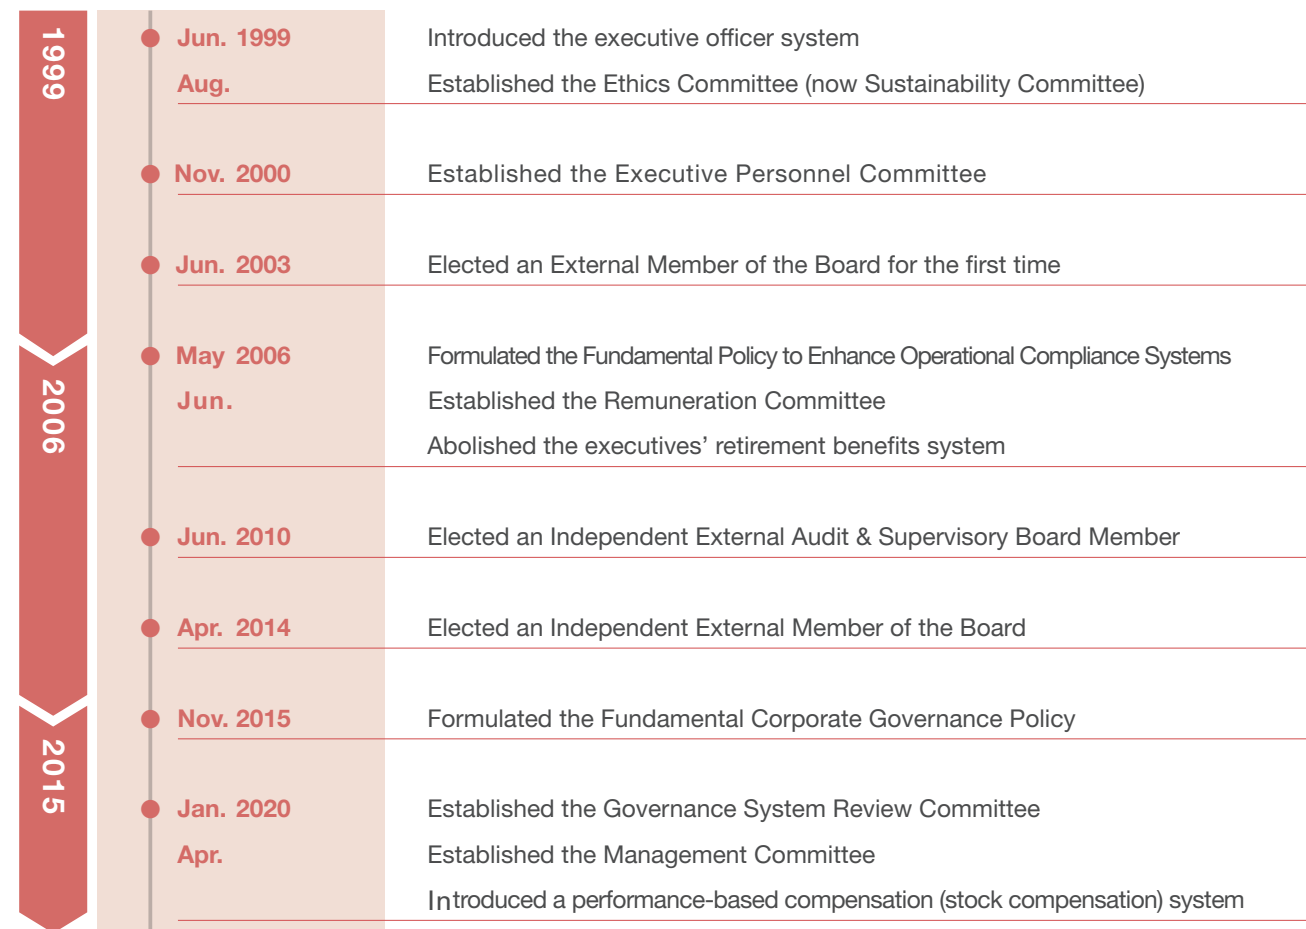 1999
Jun. 1999 Introduced the executive officer system
Aug. Established the Ethics Committee (now Sustainability Committee)
Nov. 2000 Established the Executive Personnel Committee
Jun. 2003 Elected an External Member of the Board for the first time
2006
May 2006 Formulated the Fundamental Policy to Enhance Operational Compliance Systems
Jun. Established the Remuneration Committee
Abolished the executives’ retirement benefits system
Jun. 2010 Elected an Independent External Audit & Supervisory Board Member
Apr. 2014 Elected an Independent External Member of the Board
2015
Nov. 2015 Formulated the Fundamental Corporate Governance Policy
Jan. 2020 Established the Governance System Review Committee
Apr. Established the Management Committee
Introduced a performance-based compensation (stock compensation) system